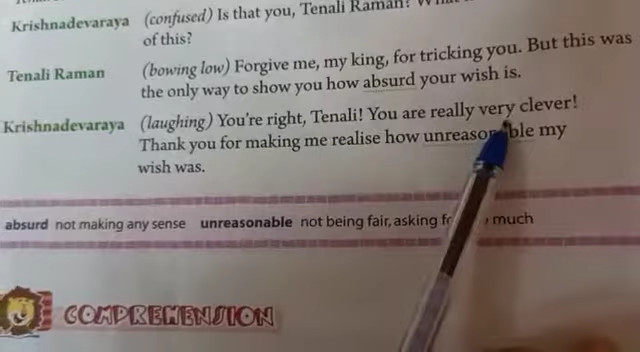 Krishnadevaraya (confused) Is that you, Tenali Raman?
of this?
Tenali Raman (bowing low) Forgive me, my king, for tricking you. But this was
the only way to show you how absurd your wish is.
Krishnadevaraya (laughing) You're right, Tenali! You are really very clever!
Thank you for making me realise how unreasonable my
wish was.
absurd not making any sense unreasonable not being fair, asking much
COMPREHENSION